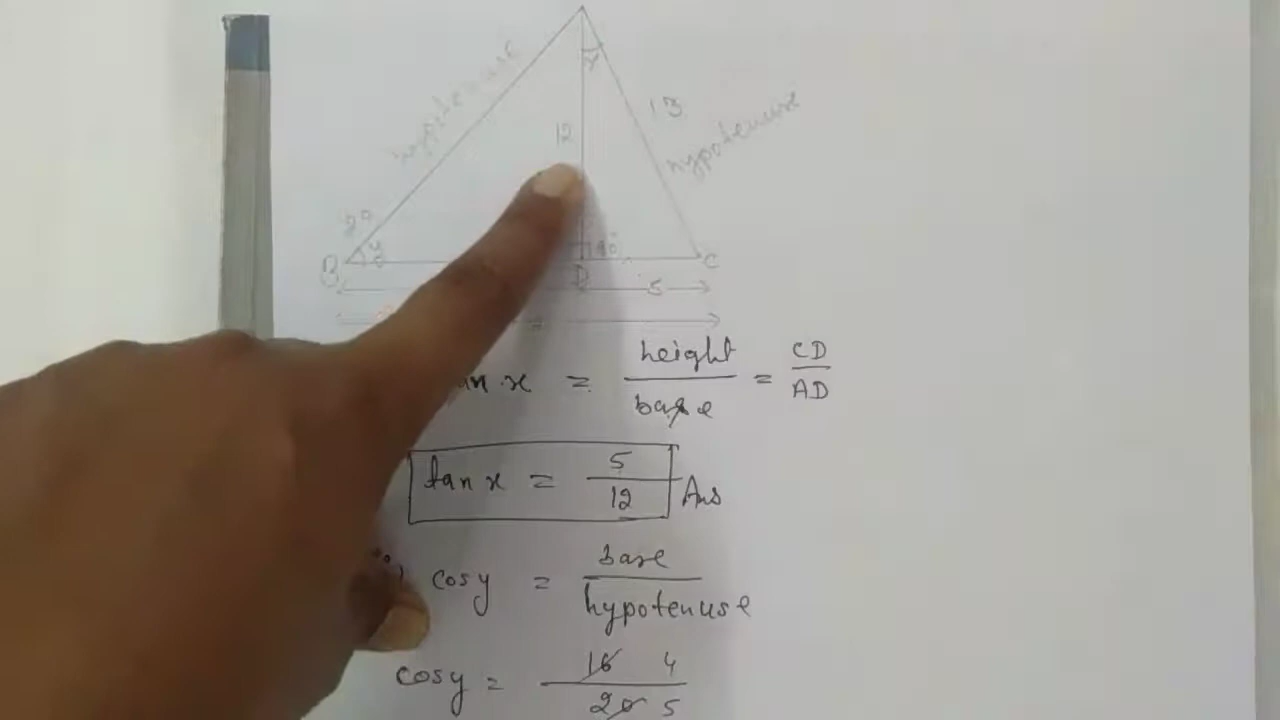 hypotenuse
x
12
13
hypotenuse
20
y
90°
B
D
C
5
tan x = height / base = CD / AD
tan x = 5 / 12 Ans
cos y = base / hypotenuse
cos y = 16 4 / 20 5